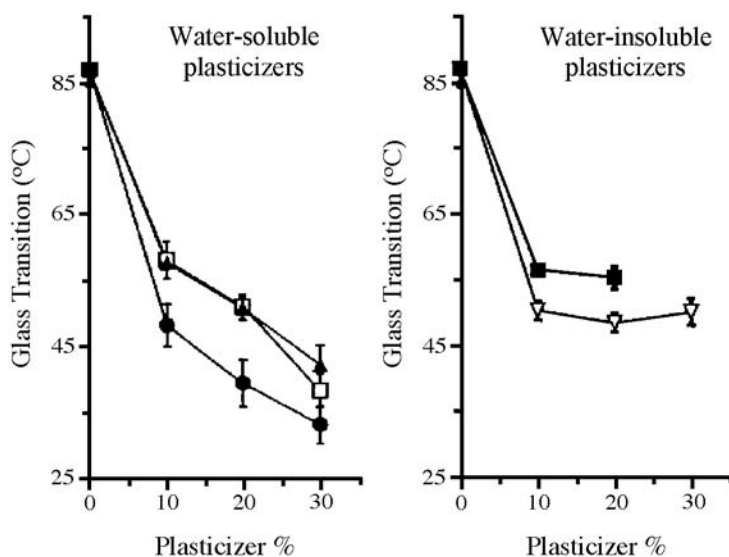 Water-soluble
plasticizers
Glass Transition (°C)
85
65
45
25
0
10
20
30
Plasticizer %
Water-insoluble
plasticizers
Glass Transition (°C)
85
65
45
25
0
10
20
30
Plasticizer %